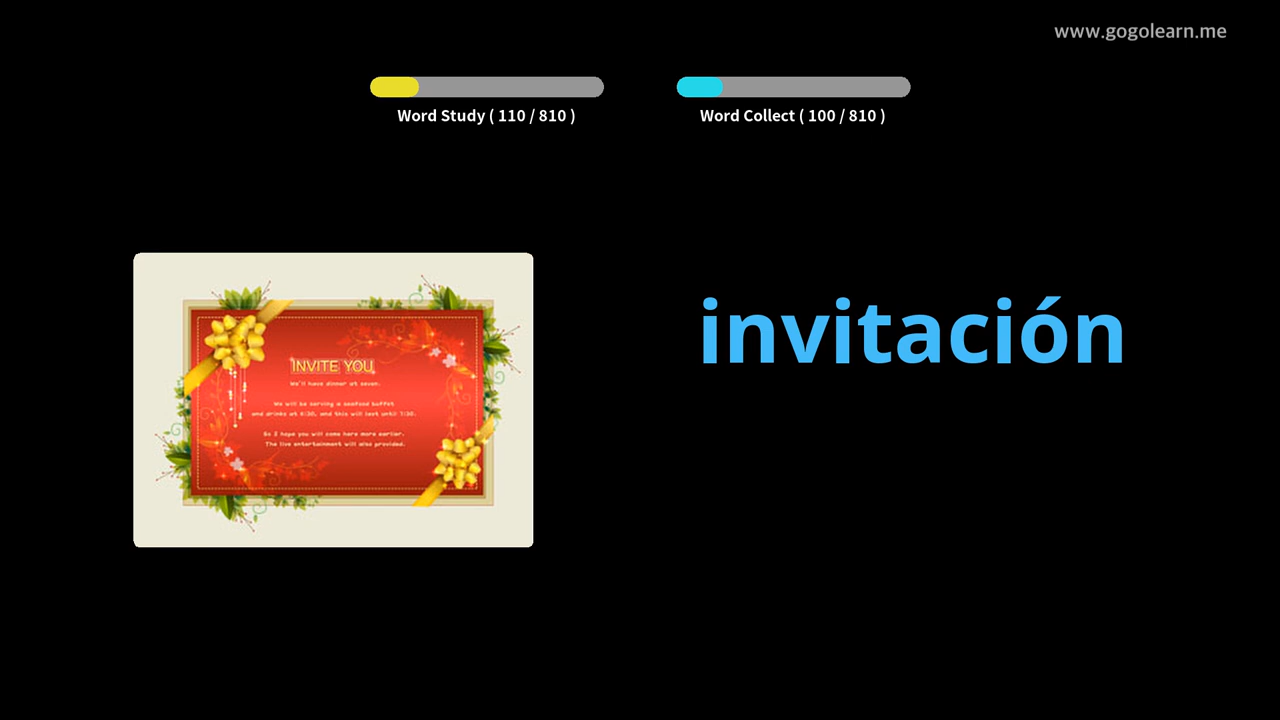 www.gogolearn.me
Word Study ( 110 / 810 )
Word Collect ( 100 / 810 )
INVITE YOU
We'll have dinner at seven.
We will be serving a seafood buffet
and drinks at 6:30, and this will last until 7:30.
So I hope you will come here more earlier.
The live entertainment will also provided.
invitación